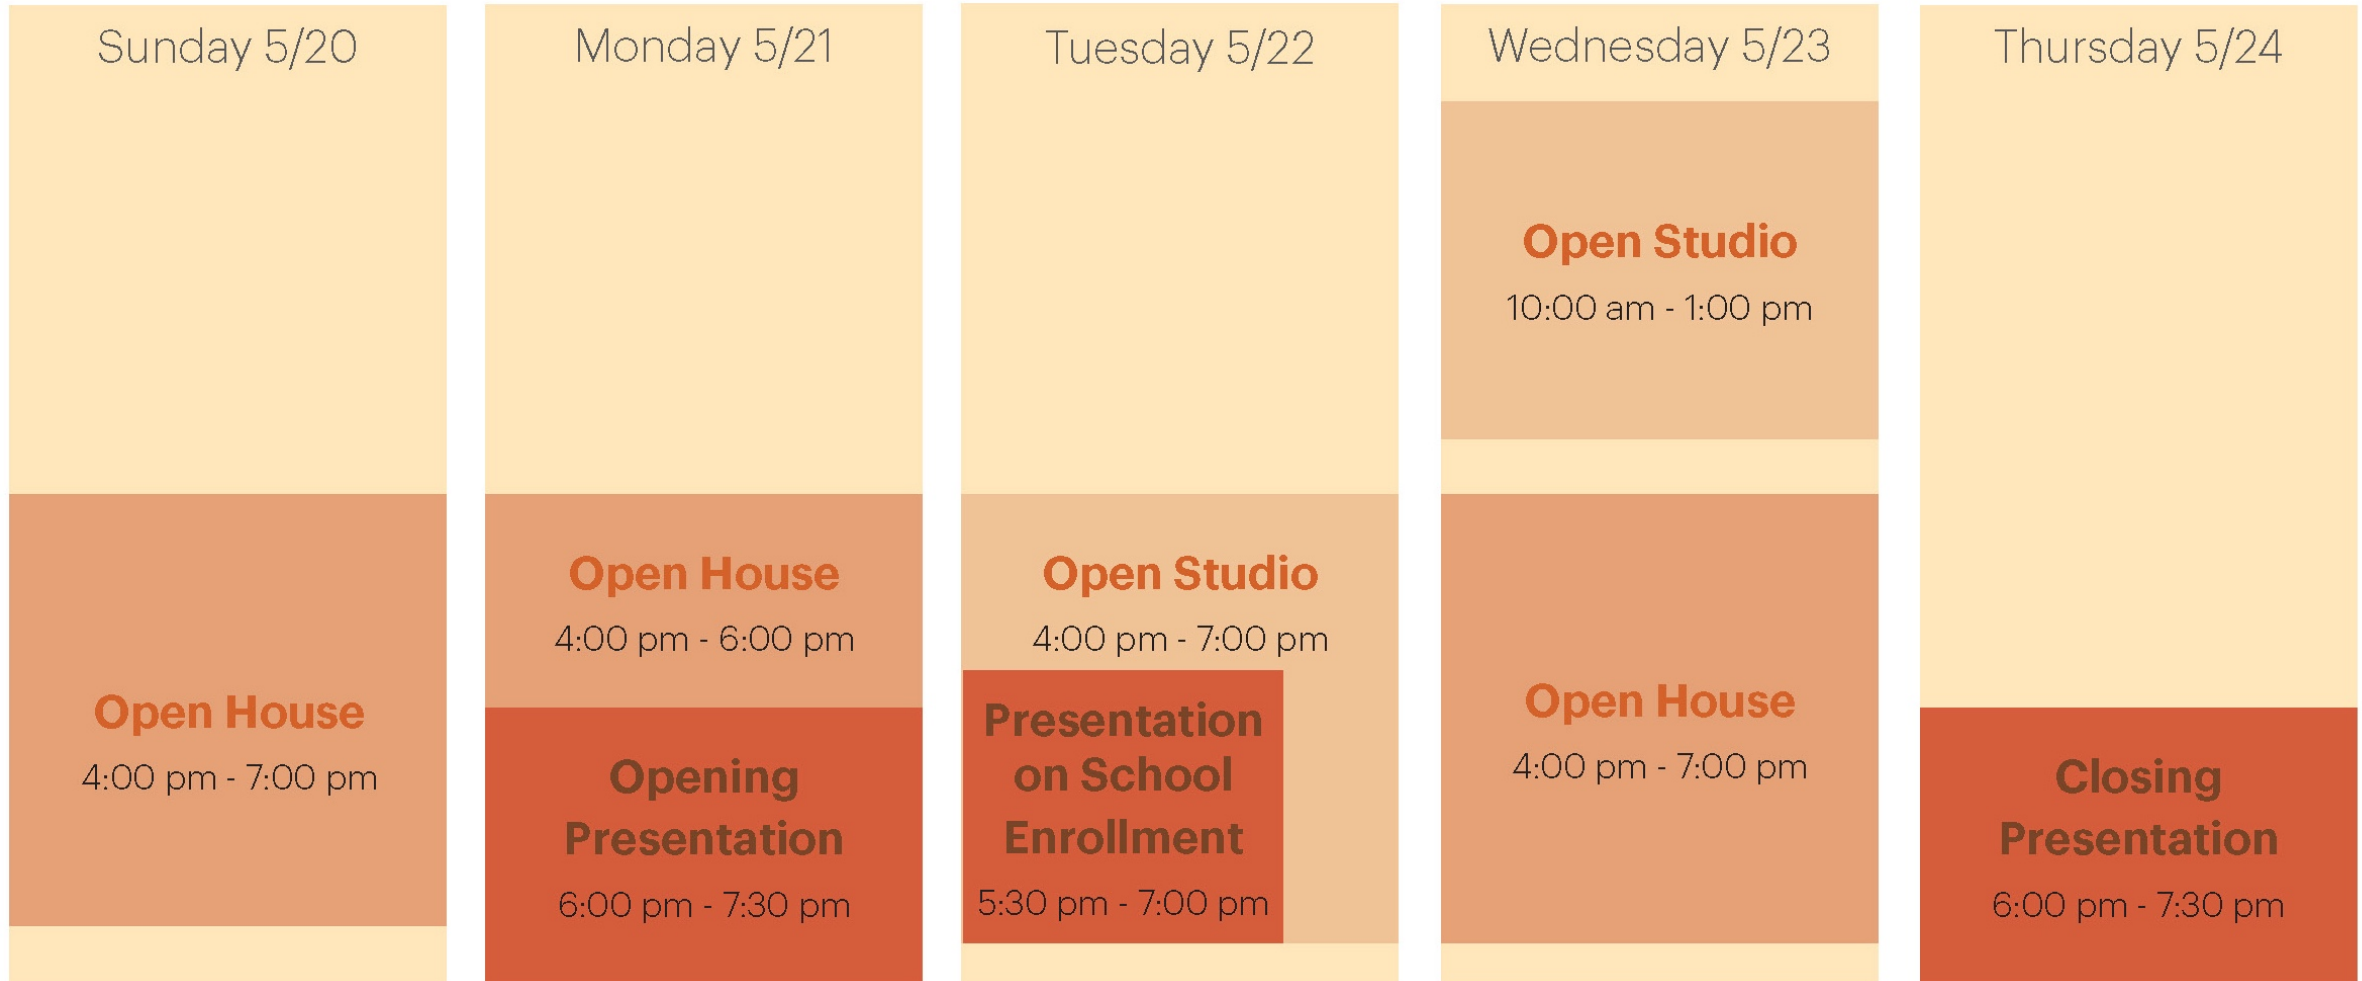 Sunday 5/20
Open House
4:00 pm - 7:00 pm
Monday 5/21
Open House
4:00 pm - 6:00 pm
Opening
Presentation
6:00 pm - 7:30 pm
Tuesday 5/22
Open Studio
4:00 pm - 7:00 pm
Presentation
on School
Enrollment
5:30 pm - 7:00 pm
Wednesday 5/23
Open Studio
10:00 am - 1:00 pm
Open House
4:00 pm - 7:00 pm
Thursday 5/24
Closing
Presentation
6:00 pm - 7:30 pm